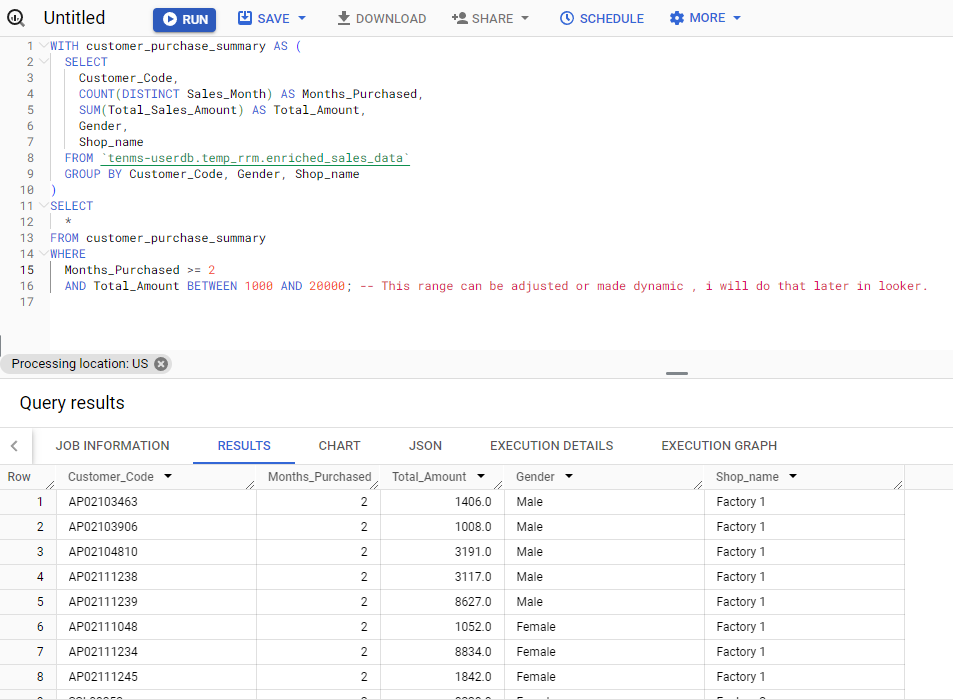 Untitled
RUN
SAVE
DOWNLOAD
SHARE
SCHEDULE
MORE
1 WITH customer_purchase_summary AS (
2 SELECT
3 Customer_Code,
4 COUNT(DISTINCT Sales_Month) AS Months_Purchased,
5 SUM(Total_Sales_Amount) AS Total_Amount,
6 Gender,
7 Shop_name
8 FROM `tenms-userdb.temp_rrm.enriched_sales_data`
9 GROUP BY Customer_Code, Gender, Shop_name
10 )
11 SELECT
12 *
13 FROM customer_purchase_summary
14 WHERE
15 Months_Purchased >= 2
16 AND Total_Amount BETWEEN 1000 AND 20000; -- This range can be adjusted or made dynamic , i will do that later in looker.
17
Processing location: US
Query results
JOB INFORMATION RESULTS CHART JSON EXECUTION DETAILS EXECUTION GRAPH
Row Customer_Code Months_Purchased Total_Amount Gender Shop_name
1 AP02103463 2 1406.0 Male Factory 1
2 AP02103906 2 1008.0 Male Factory 1
3 AP02104810 2 3191.0 Male Factory 1
4 AP02111238 2 3117.0 Male Factory 1
5 AP02111239 2 8627.0 Male Factory 1
6 AP02111048 2 1052.0 Female Factory 1
7 AP02111234 2 8834.0 Female Factory 1
8 AP02111245 2 1842.0 Female Factory 1